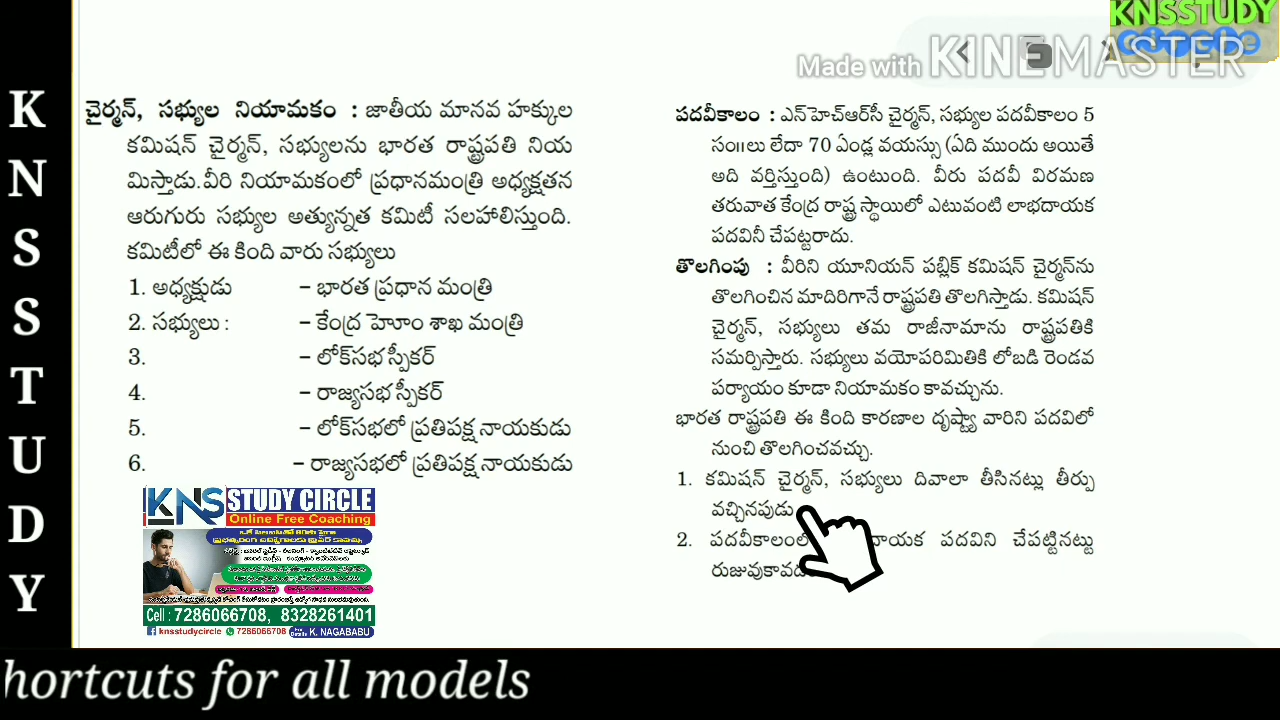 KNSSTUDY
Made with KINEMASTER
K
N
S
S
T
U
D
Y
చైర్మన్, సభ్యుల నియామకం : జాతీయ మానవ హక్కుల
కమిషన్ చైర్మన్, సభ్యులను భారత రాష్ట్రపతి నియ
మిస్తాడు.వీరి నియామకంలో ప్రధానమంత్రి అధ్యక్షతన
ఆరుగురు సభ్యుల అత్యున్నత కమిటీ సలహాలిస్తుంది.
కమిటీలో ఈ కింది వారు సభ్యులు
1. అధ్యక్షుడు – భారత ప్రధాన మంత్రి
2. సభ్యులు : – కేంద్ర హెూం శాఖ మంత్రి
3. – లోక్‌సభ స్పీకర్
4. – రాజ్యసభ స్పీకర్
5. – లోక్‌సభలో ప్రతిపక్ష నాయకుడు
6. – రాజ్యసభలో ప్రతిపక్ష నాయకుడు
KNS STUDY CIRCLE
Online Free Coaching
Cell : 7286066708, 8328261401
knsstudycircle 7286066708 For Details K. NAGABABU
పదవీకాలం : ఎన్‌హెచ్ఆర్‌సీ చైర్మన్, సభ్యుల పదవీకాలం 5
సం॥లు లేదా 70 ఏండ్ల వయస్సు (ఏది ముందు అయితే
అది వర్తిస్తుంది) ఉంటుంది. వీరు పదవీ విరమణ
తరువాత కేంద్ర రాష్ట్ర స్థాయిలో ఎటువంటి లాభదాయక
పదవినీ చేపట్టరాదు.
తొలగింపు : వీరిని యూనియన్ పబ్లిక్ కమిషన్ చైర్మన్‌ను
తొలగించిన మాదిరిగానే రాష్ట్రపతి తొలగిస్తాడు. కమిషన్
చైర్మన్, సభ్యులు తమ రాజీనామాను రాష్ట్రపతికి
సమర్పిస్తారు. సభ్యులు వయోపరిమితికి లోబడి రెండవ
పర్యాయం కూడా నియామకం కావచ్చును.
భారత రాష్ట్రపతి ఈ కింది కారణాల దృష్ట్యా వారిని పదవిలో
నుంచి తొలగించవచ్చు.
1. కమిషన్ చైర్మన్, సభ్యులు దివాలా తీసినట్లు తీర్పు
వచ్చినపుడు
2. పదవీకాలంలో పదవిని చేపట్టినట్టు
hortcuts for all models